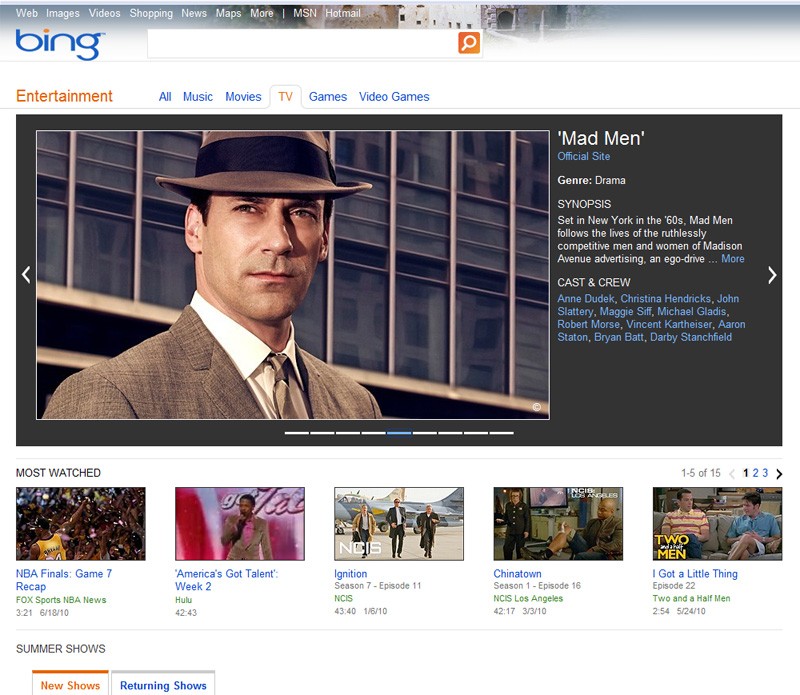 Web Images Videos Shopping News Maps More | MSN Hotmail
bing
Entertainment All Music Movies TV Games Video Games
'Mad Men'
Official Site
Genre: Drama
SYNOPSIS
Set in New York in the '60s, Mad Men
follows the lives of the ruthlessly
competitive men and women of Madison
Avenue advertising, an ego-drive ... More
CAST & CREW
Anne Dudek, Christina Hendricks, John
Slattery, Maggie Siff, Michael Gladis,
Robert Morse, Vincent Kartheiser, Aaron
Staton, Bryan Batt, Darby Stanchfield
©
MOST WATCHED
1-5 of 15 1 2 3
NBA Finals: Game 7
Recap
FOX Sports NBA News
3:21 6/18/10
'America's Got Talent':
Week 2
Hulu
42:43
NCIS
Ignition
Season 7 - Episode 11
NCIS
43:40 1/6/10
NCIS
LOS ANGELES
Chinatown
Season 1 - Episode 16
NCIS Los Angeles
42:17 3/3/10
TWO
and a half
MEN
I Got a Little Thing
Episode 22
Two and a Half Men
2:54 5/24/10
SUMMER SHOWS
New Shows Returning Shows